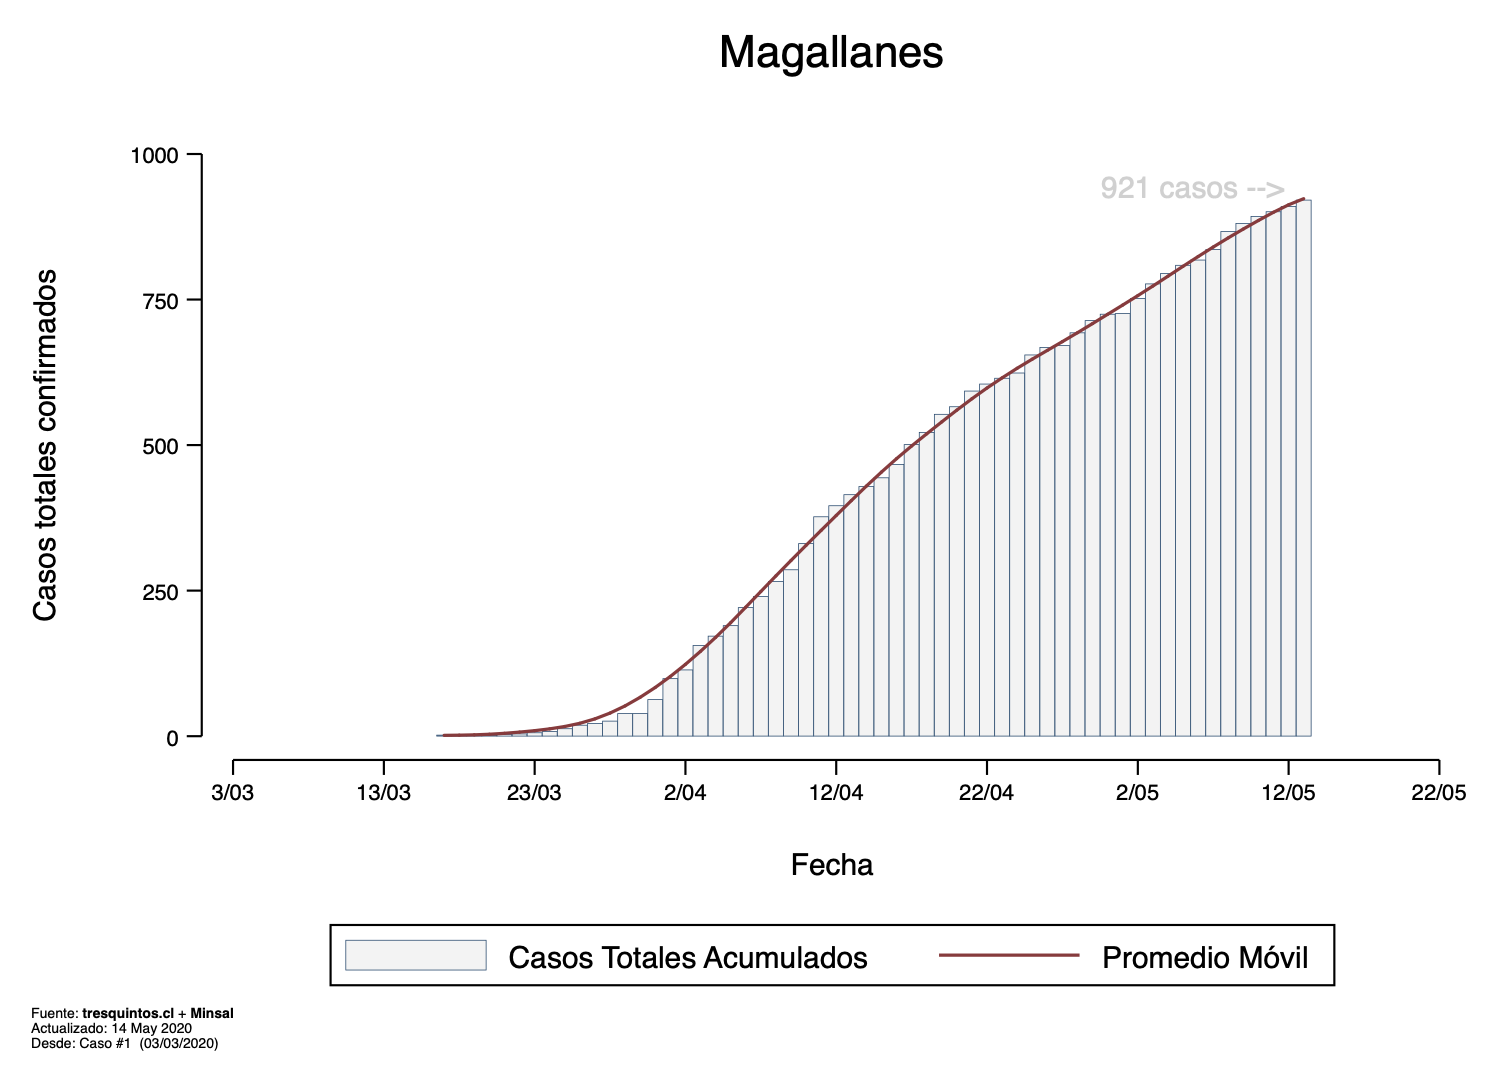 Magallanes
Casos totales confirmados
1000
750
500
250
0
921 casos -->
3/03 13/03 23/03 2/04 12/04 22/04 2/05 12/05 22/05
Fecha
Casos Totales Acumulados Promedio Móvil
Fuente: tresquintos.cl + Minsal
Actualizado: 14 May 2020
Desde: Caso #1 (03/03/2020)